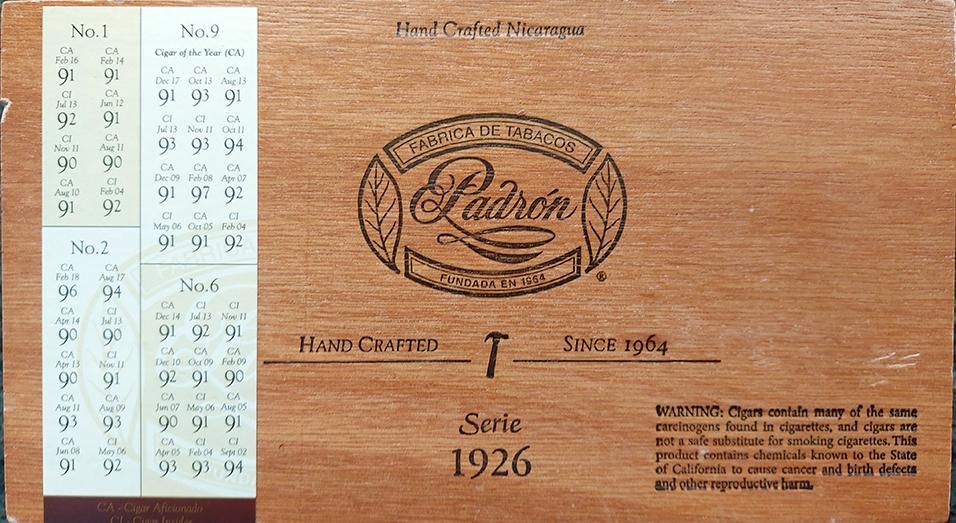 No.1
CA CA
Feb 16 Feb 14
91 91
CI CA
Jul 13 Jun 12
92 91
CI CA
Nov 11 Aug 11
90 90
CA CI
Aug 10 Feb 04
91 92
No.2
CA CA
Feb 18 Aug 17
96 94
CA CI
Apr 14 Jul 13
90 90
CA CI
Apr 13 Nov 11
90 91
CA CA
Aug 11 Aug 09
93 93
CI CI
Jun 08 May 06
91 92
No.9
Cigar of the Year (CA)
CA CA CA
Dec 17 Oct 13 Aug 13
91 93 91
CI CI CA
Jul 13 Nov 11 Oct 11
93 93 94
CA CA CA
Dec 09 Feb 08 Apr 07
91 97 92
CI CA CI
May 06 Oct 05 Feb 04
91 91 92
No.6
CA CI CI
Dec 14 Jul 13 Nov 11
91 92 91
CA CA CI
Dec 10 Oct 09 Feb 09
92 91 90
CA CI CA
Jun 07 May 06 Aug 05
90 91 91
CA CI CI
Apr 05 Feb 04 Sept 02
93 93 94
CA - Cigar Aficionado
CI - Cigar Insider
Hand Crafted Nicaragua
FABRICA DE TABACOS
Padrón
FUNDADA EN 1964
®
HAND CRAFTED SINCE 1964
Serie
1926
WARNING: Cigars contain many of the same
carcinogens found in cigarettes, and cigars are
not a safe substitute for smoking cigarettes. This
product contains chemicals known to the State
of California to cause cancer and birth defects
and other reproductive harm.